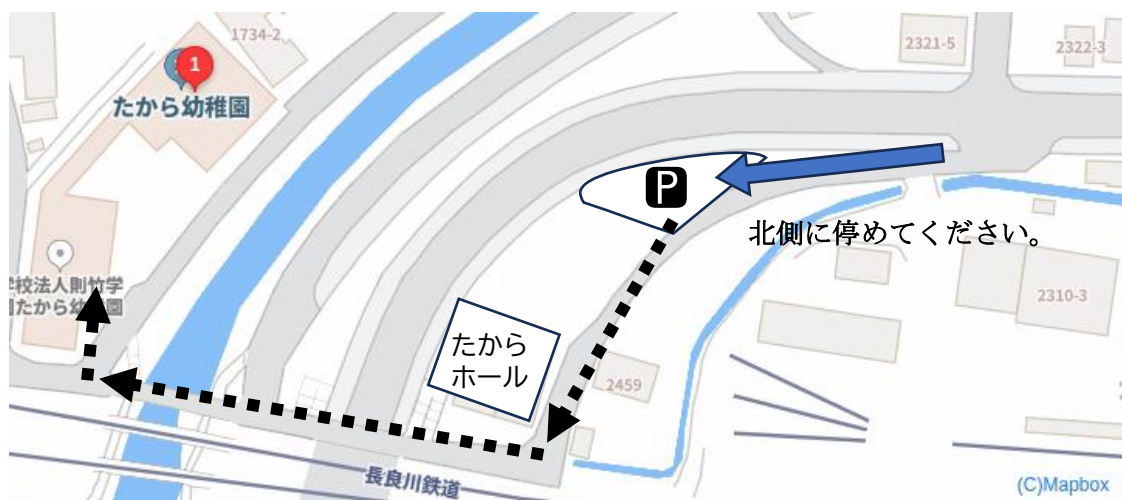 1734-2
1
たから幼稚園
2321-5
2322-3
P
北側に停めてください。
校法人則竹学
たから幼稚園
2310-3
たから
ホール
2459
長良川鉄道
(C)Mapbox